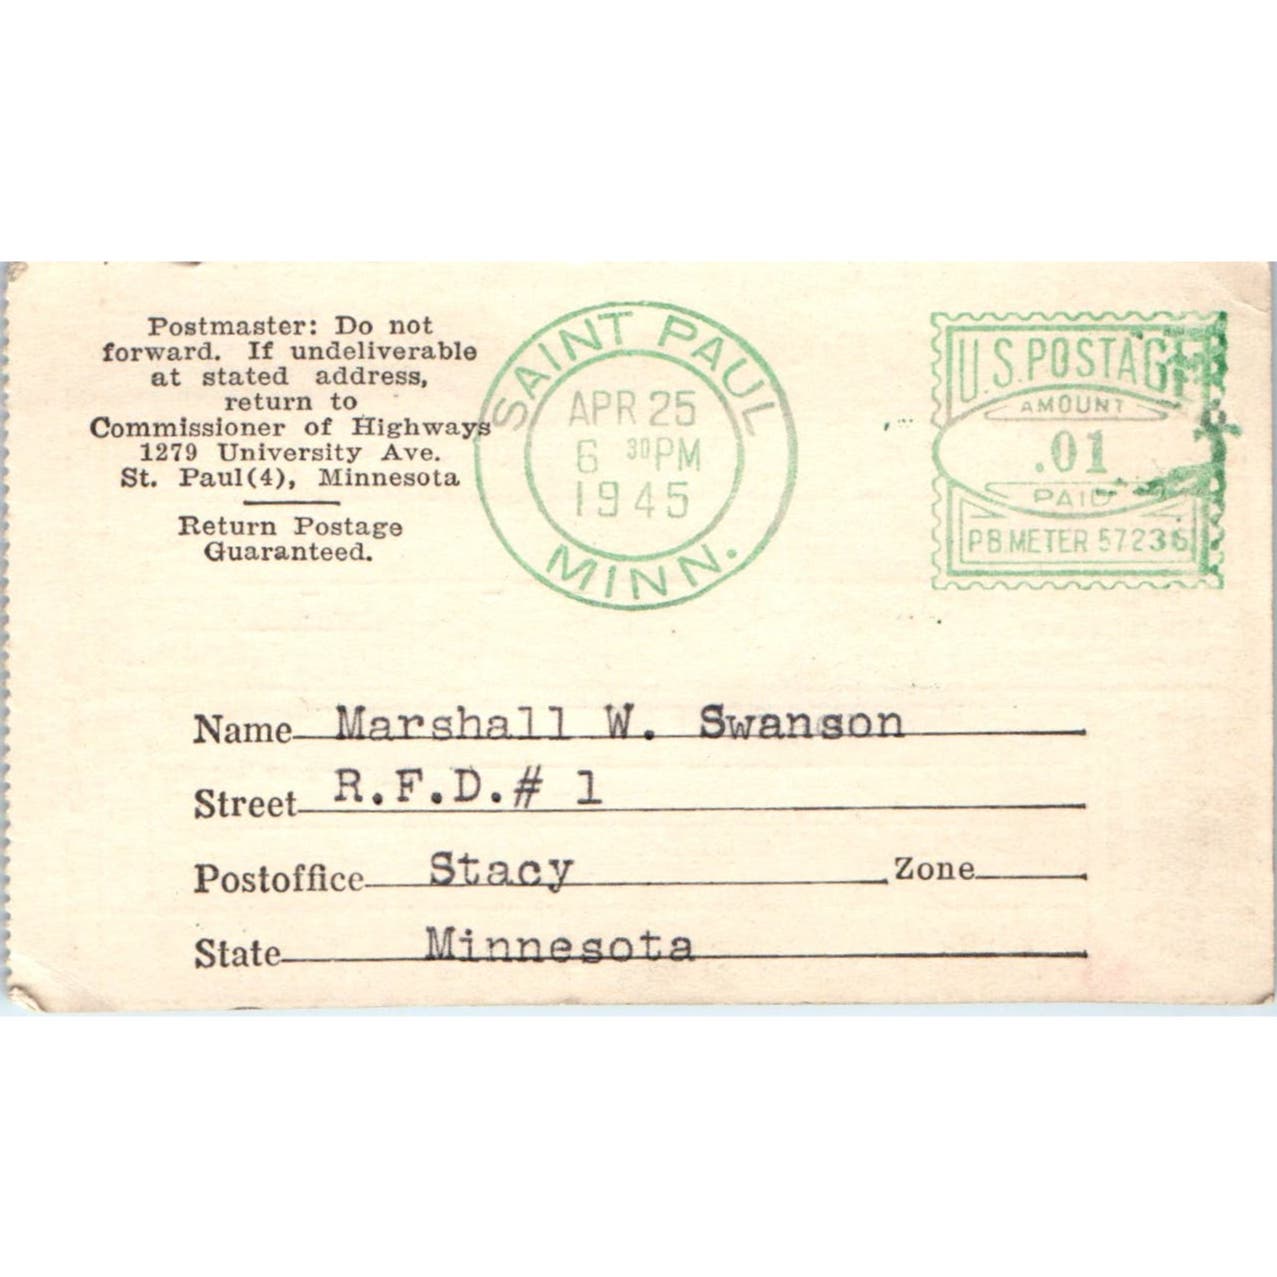 Postmaster: Do not
forward. If undeliverable
at stated address,
return to
Commissioner of Highways
1279 University Ave.
St. Paul(4), Minnesota
Return Postage
Guaranteed.
SAINT PAUL
APR 25
6 30PM
1945
MINN.
U.S. POSTAGE
AMOUNT
.01
PAID
PB METER 57236
Name Marshall W. Swanson
Street R.F.D.# 1
Postoffice Stacy Zone
State Minnesota